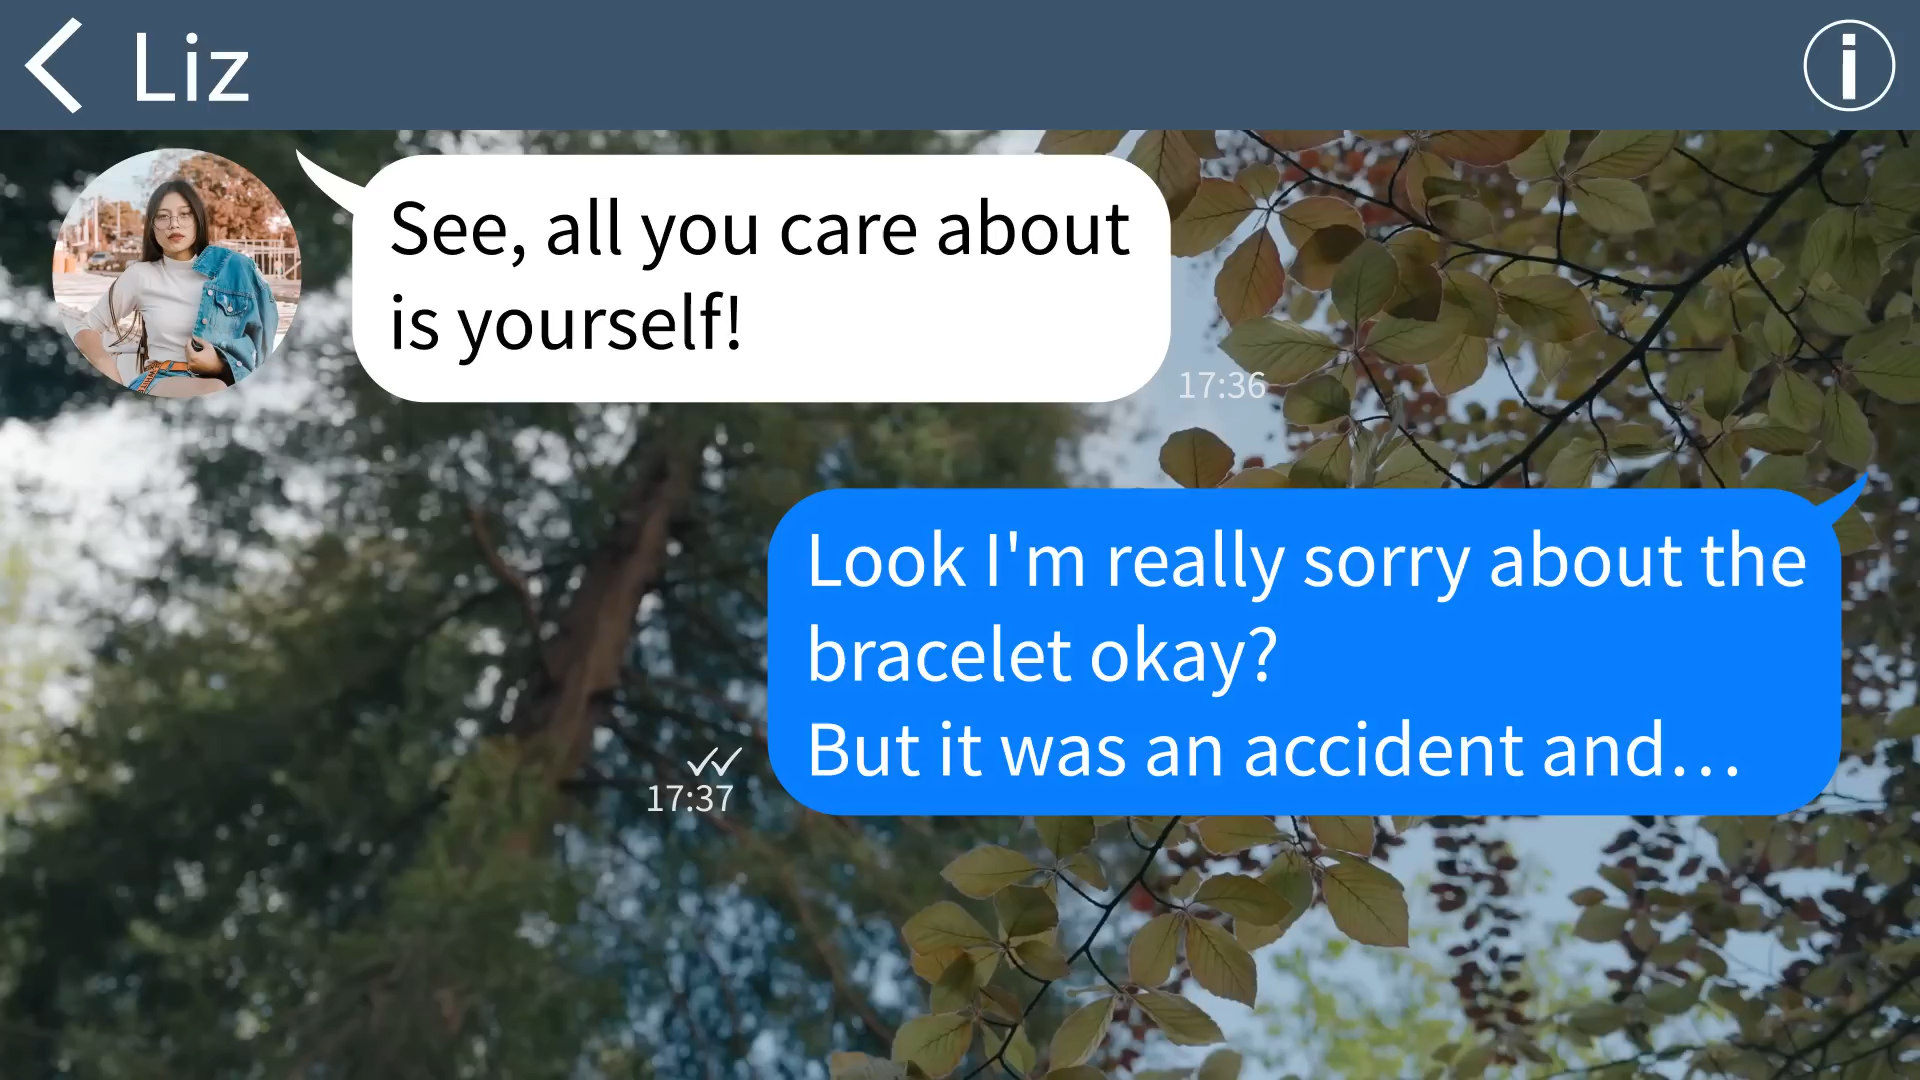 Liz
See, all you care about
is yourself!
17:36
Look I'm really sorry about the
bracelet okay?
But it was an accident and…
17:37